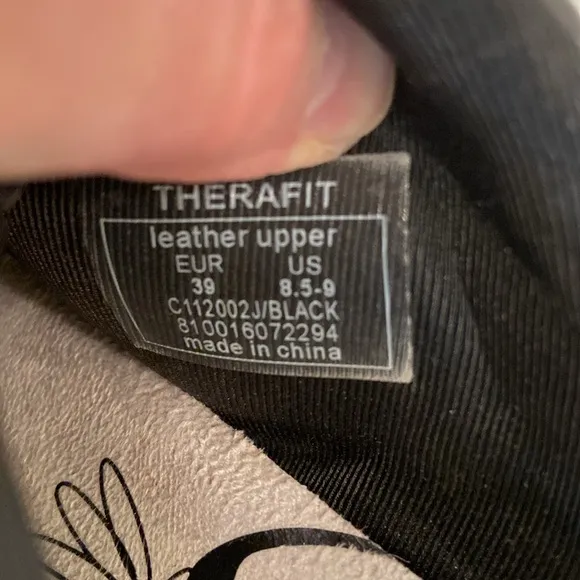 THERAFIT
leather upper
EUR US
39 8.5-9
C112002J/BLACK
810016072294
made in china